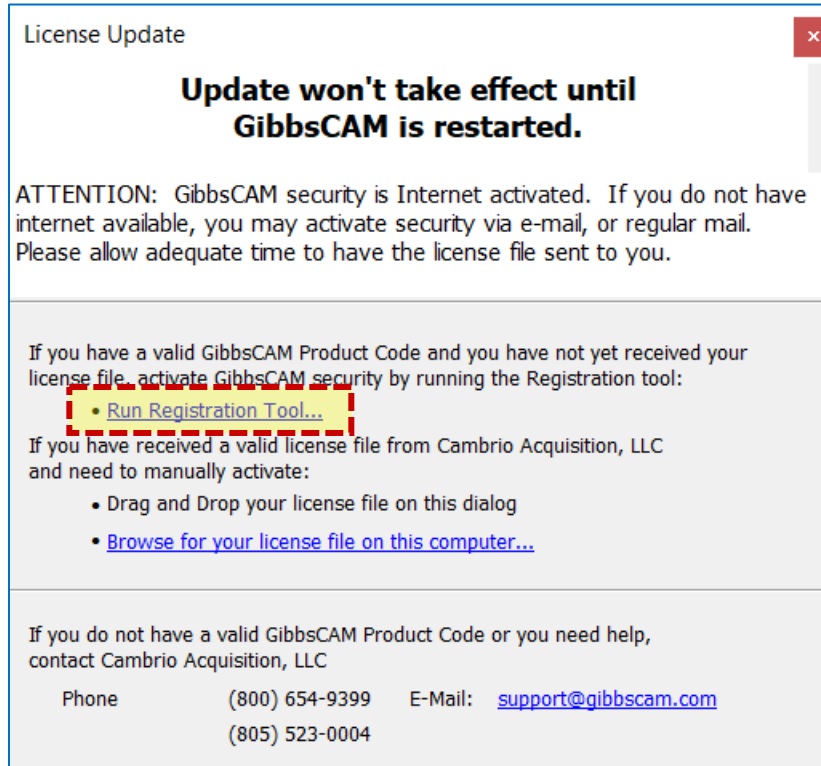 License Update
×
Update won't take effect until
GibbsCAM is restarted.
ATTENTION:  GibbsCAM security is Internet activated.  If you do not have
internet available, you may activate security via e-mail, or regular mail.
Please allow adequate time to have the license file sent to you.
If you have a valid GibbsCAM Product Code and you have not yet received your
license file, activate GibbsCAM security by running the Registration tool:
• Run Registration Tool...
If you have received a valid license file from Cambrio Acquisition, LLC
and need to manually activate:
• Drag and Drop your license file on this dialog
• Browse for your license file on this computer...
If you do not have a valid GibbsCAM Product Code or you need help,
contact Cambrio Acquisition, LLC
Phone (800) 654-9399 E-Mail: support@gibbscam.com
(805) 523-0004